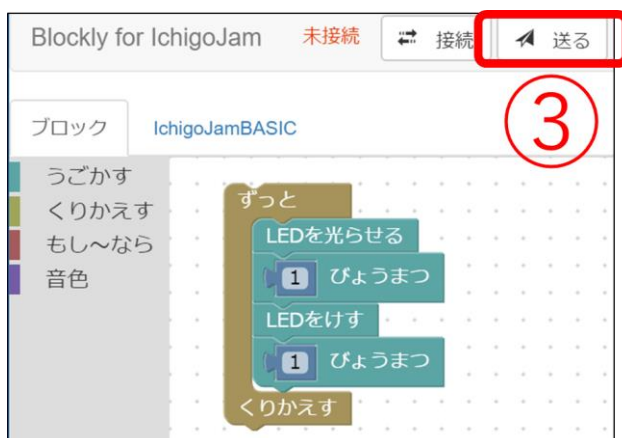 Blockly for IchigoJam 未接続 接続 送る
③
ブロック IchigoJamBASIC
うごかす
くりかえす
もし～なら
音色
ずっと
LEDを光らせる
1 びょうまつ
LEDをけす
1 びょうまつ
くりかえす